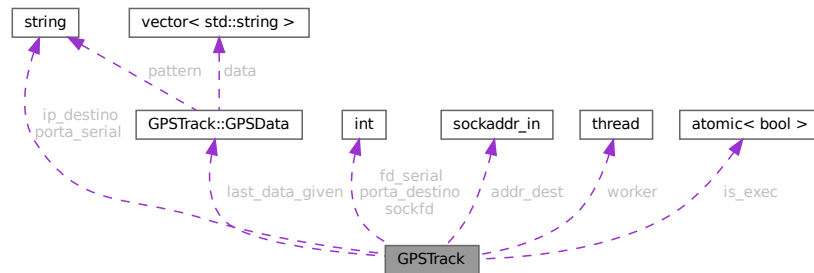 string
vector< std::string >
pattern
data
ip_destino
porta_serial
GPSTrack::GPSData
int
sockaddr_in
thread
atomic< bool >
last_data_given
fd_serial
porta_destino
sockfd
addr_dest
worker
is_exec
GPSTrack